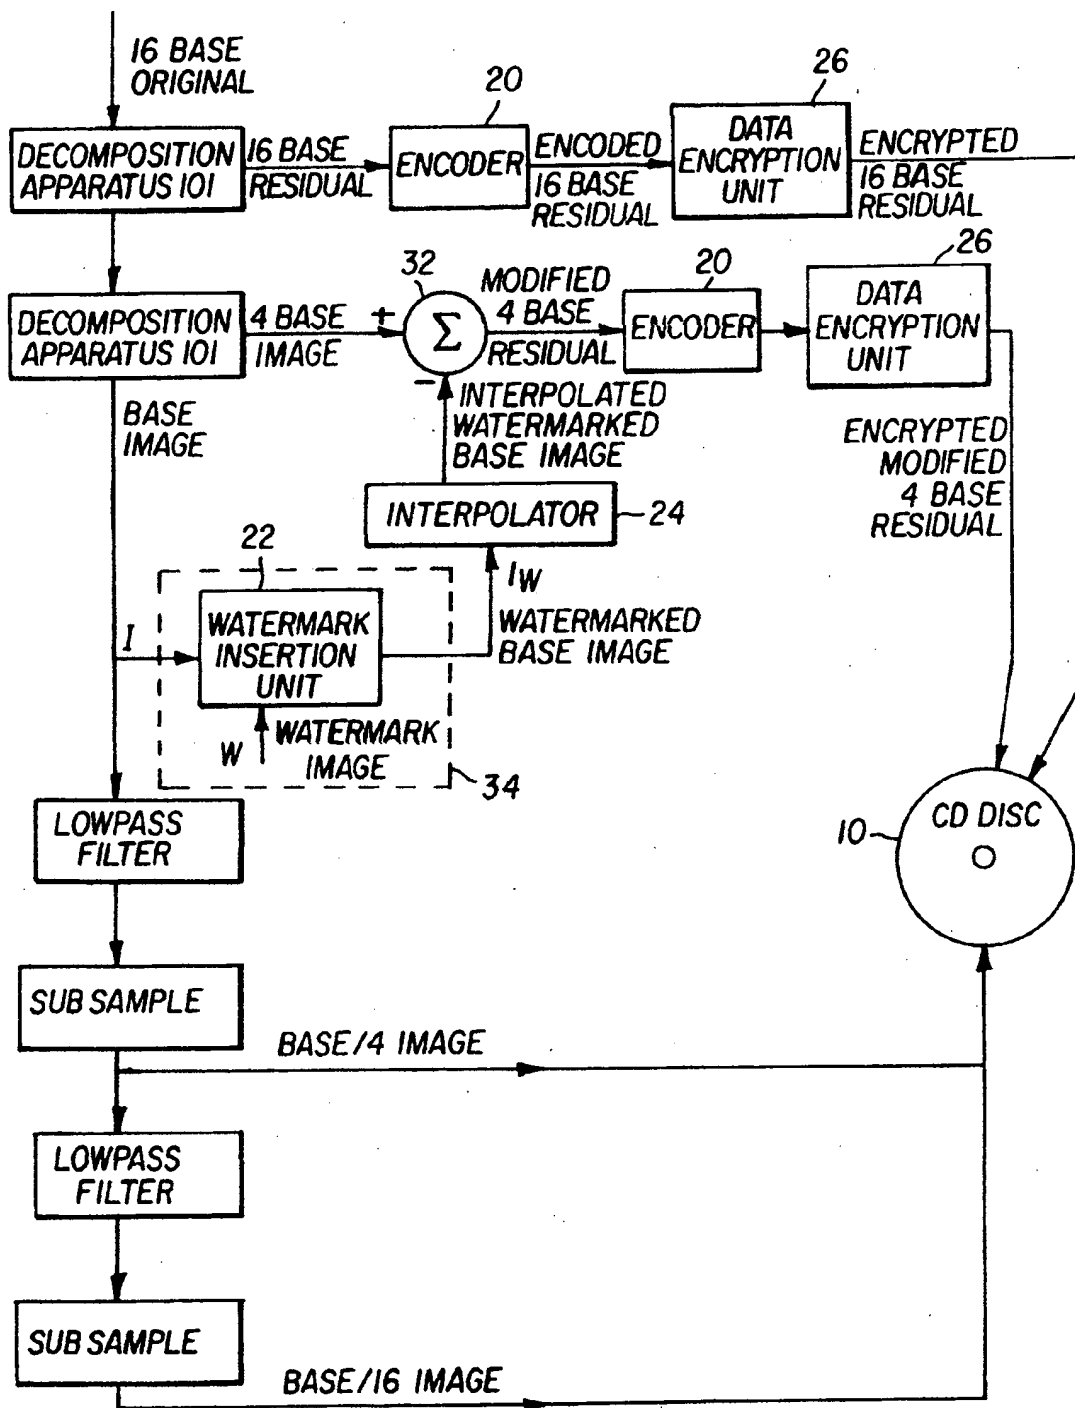 16 BASE
ORIGINAL
20
26
DECOMPOSITION
APPARATUS 101
16 BASE
RESIDUAL
ENCODER
ENCODED
16 BASE
RESIDUAL
DATA
ENCRYPTION
UNIT
ENCRYPTED
16 BASE
RESIDUAL
32
20
26
DECOMPOSITION
APPARATUS 101
4 BASE
IMAGE
+
Σ
-
MODIFIED
4 BASE
RESIDUAL
ENCODER
DATA
ENCRYPTION
UNIT
BASE
IMAGE
INTERPOLATED
WATERMARKED
BASE IMAGE
ENCRYPTED
MODIFIED
4 BASE
RESIDUAL
INTERPOLATOR
24
22
I
WATERMARK
INSERTION
UNIT
IW
WATERMARKED
BASE IMAGE
W
WATERMARK
IMAGE
34
LOWPASS
FILTER
10
CD DISC
SUB SAMPLE
BASE/4 IMAGE
LOWPASS
FILTER
SUB SAMPLE
BASE/16 IMAGE